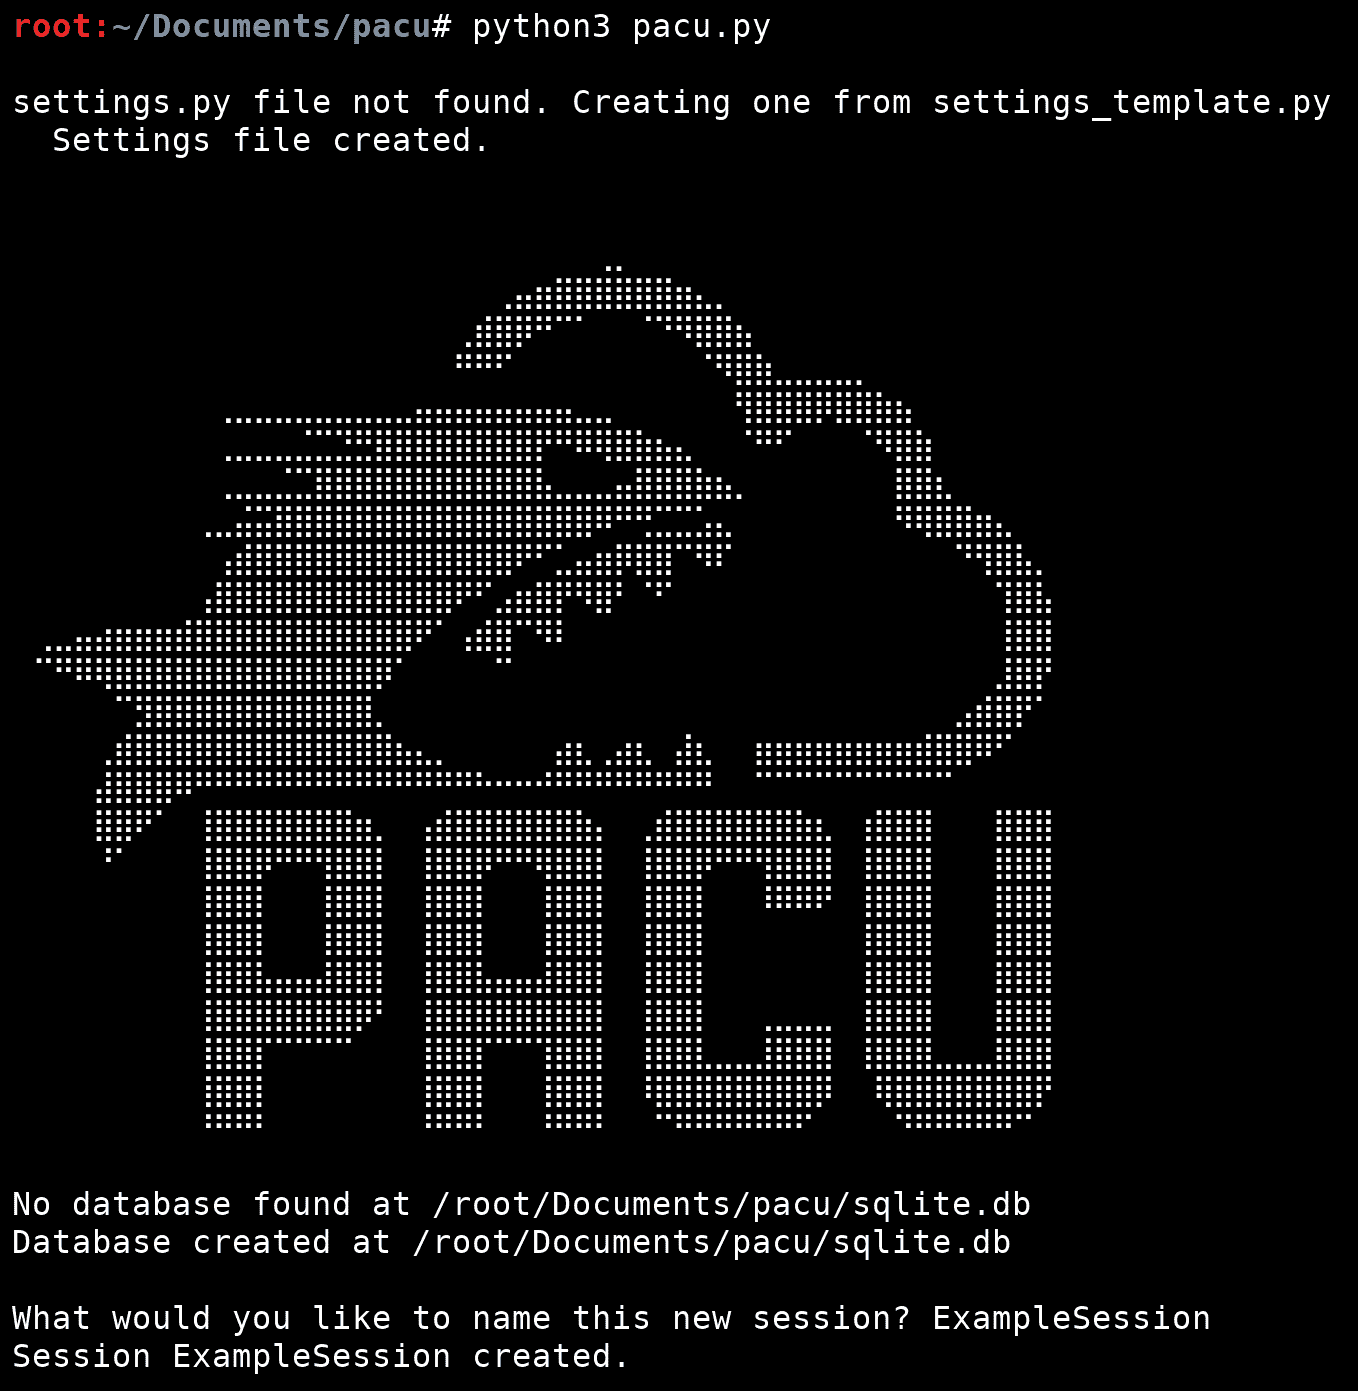 root:~/Documents/pacu# python3 pacu.py
settings.py file not found. Creating one from settings_template.py
Settings file created.
PACU
No database found at /root/Documents/pacu/sqlite.db
Database created at /root/Documents/pacu/sqlite.db
What would you like to name this new session? ExampleSession
Session ExampleSession created.